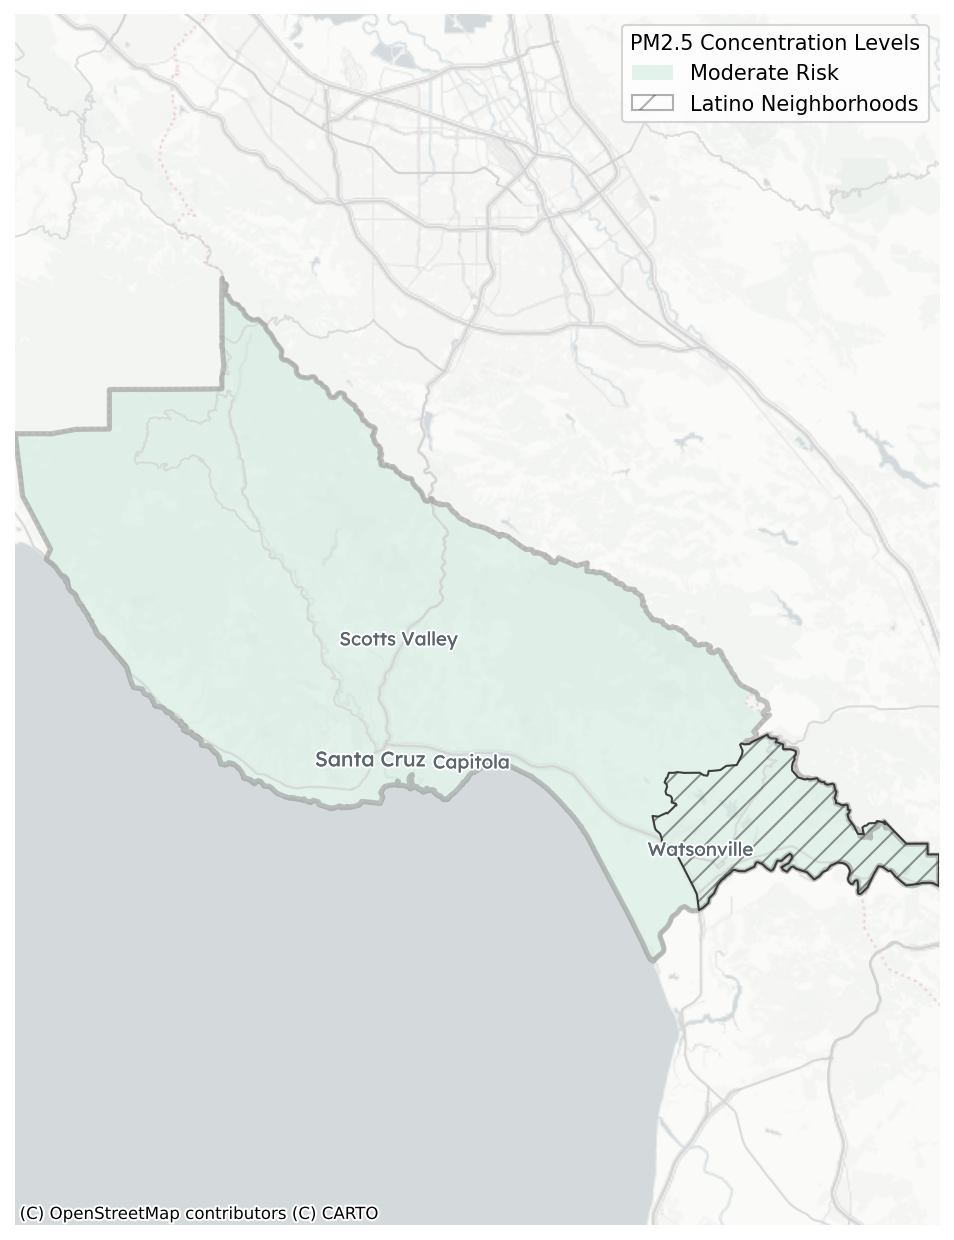 PM2.5 Concentration Levels
Moderate Risk
Latino Neighborhoods
Scotts Valley
Santa Cruz
Capitola
Watsonville
(C) OpenStreetMap contributors (C) CARTO